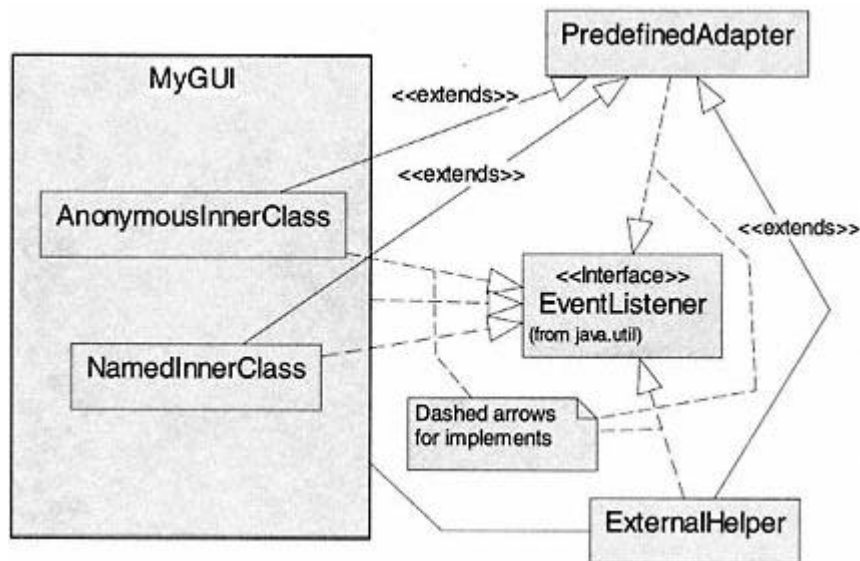 PredefinedAdapter
MyGUI
<<extends>>
<<extends>>
AnonymousInnerClass
<<extends>>
<<Interface>>
EventListener
(from java.util)
NamedInnerClass
Dashed arrows
for implements
ExternalHelper